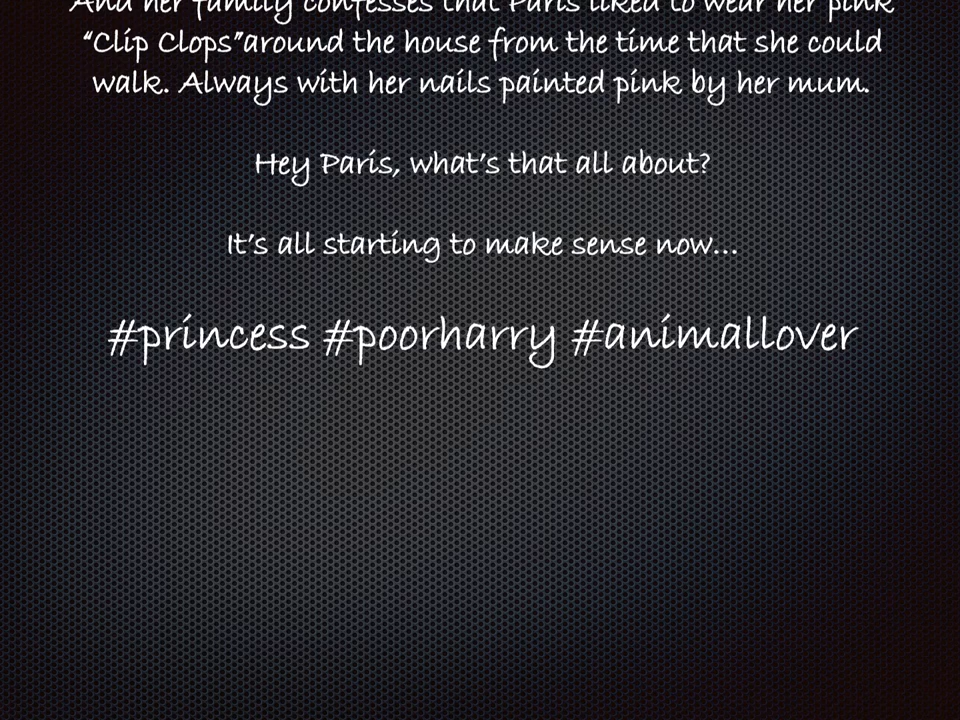 And her family confesses that Paris liked to wear her pink
“Clip Clops”around the house from the time that she could
walk. Always with her nails painted pink by her mum.
Hey Paris, what’s that all about?
It’s all starting to make sense now...
#princess #poorharry #animallover